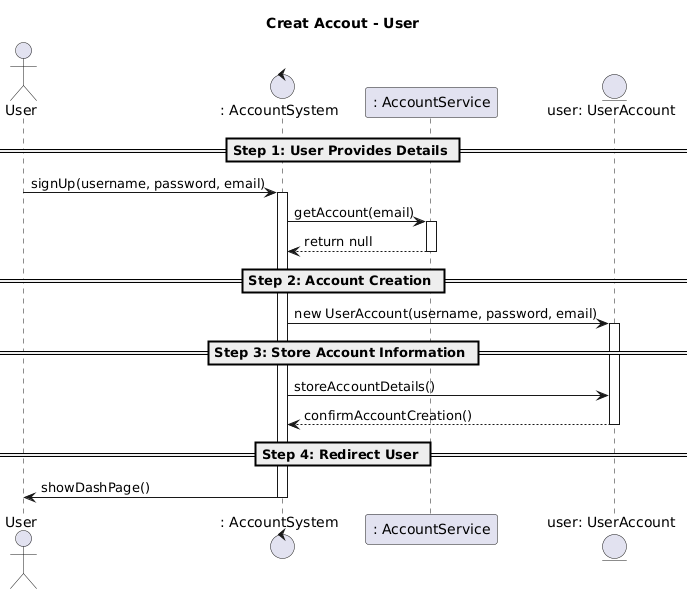 Creat Accout - User
User
: AccountSystem
: AccountService
user: UserAccount
Step 1: User Provides Details
signUp(username, password, email)
getAccount(email)
return null
Step 2: Account Creation
new UserAccount(username, password, email)
Step 3: Store Account Information
storeAccountDetails()
confirmAccountCreation()
Step 4: Redirect User
showDashPage()
User
: AccountSystem
: AccountService
user: UserAccount